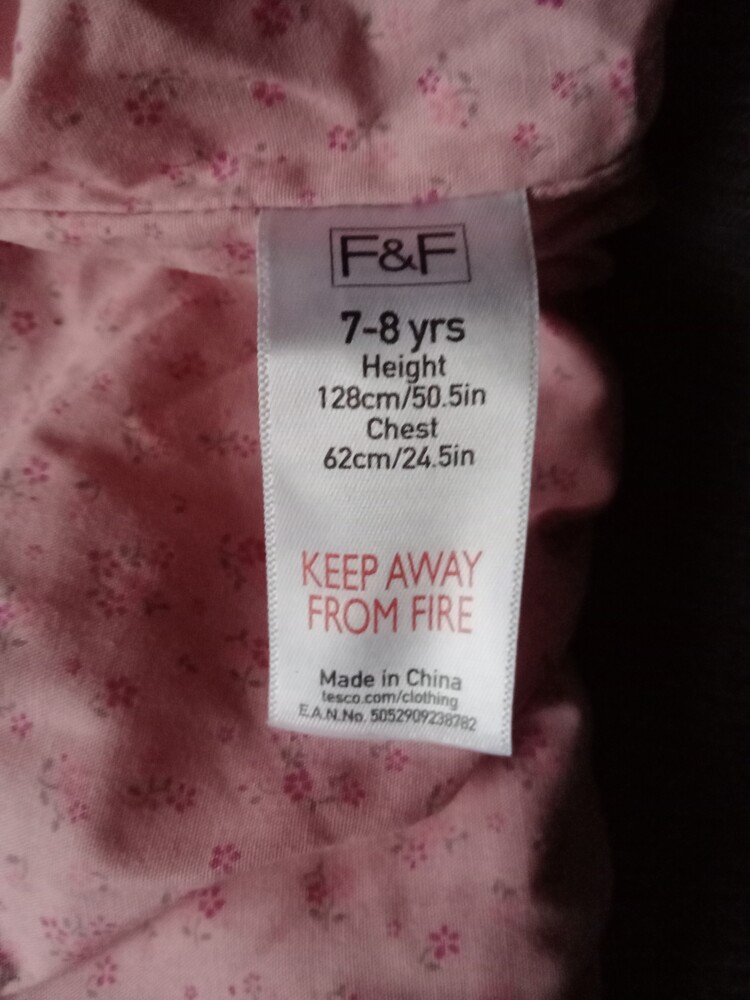 F&F
7-8 yrs
Height
128cm/50.5in
Chest
62cm/24.5in
KEEP AWAY
FROM FIRE
Made in China
tesco.com/clothing
E.A.N.No. 5052909238782